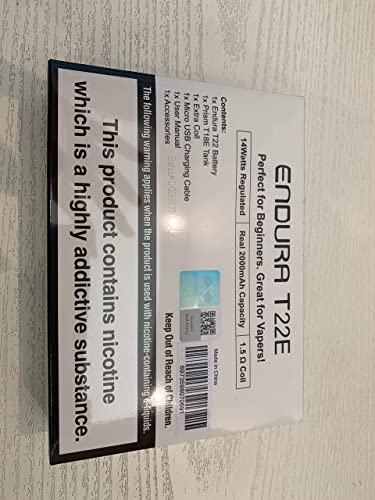 ENDURA T22E
Perfect for Beginners. Great for Vapers!
14Watts Regulated
Real 2000mAh Capacity
1.5 Ω Coil
Contents:
1x Endura T22 Battery
1x Prism T18E Tank
1x Extra Coil
1x Micro USB Charging Cable
1x User Manual
1x Accessories
Made in China
Keep Out of Reach of Children.
The following warning applies when the product is used with nicotine-containing e-liquids.
This product contains nicotine
which is a highly addictive substance.